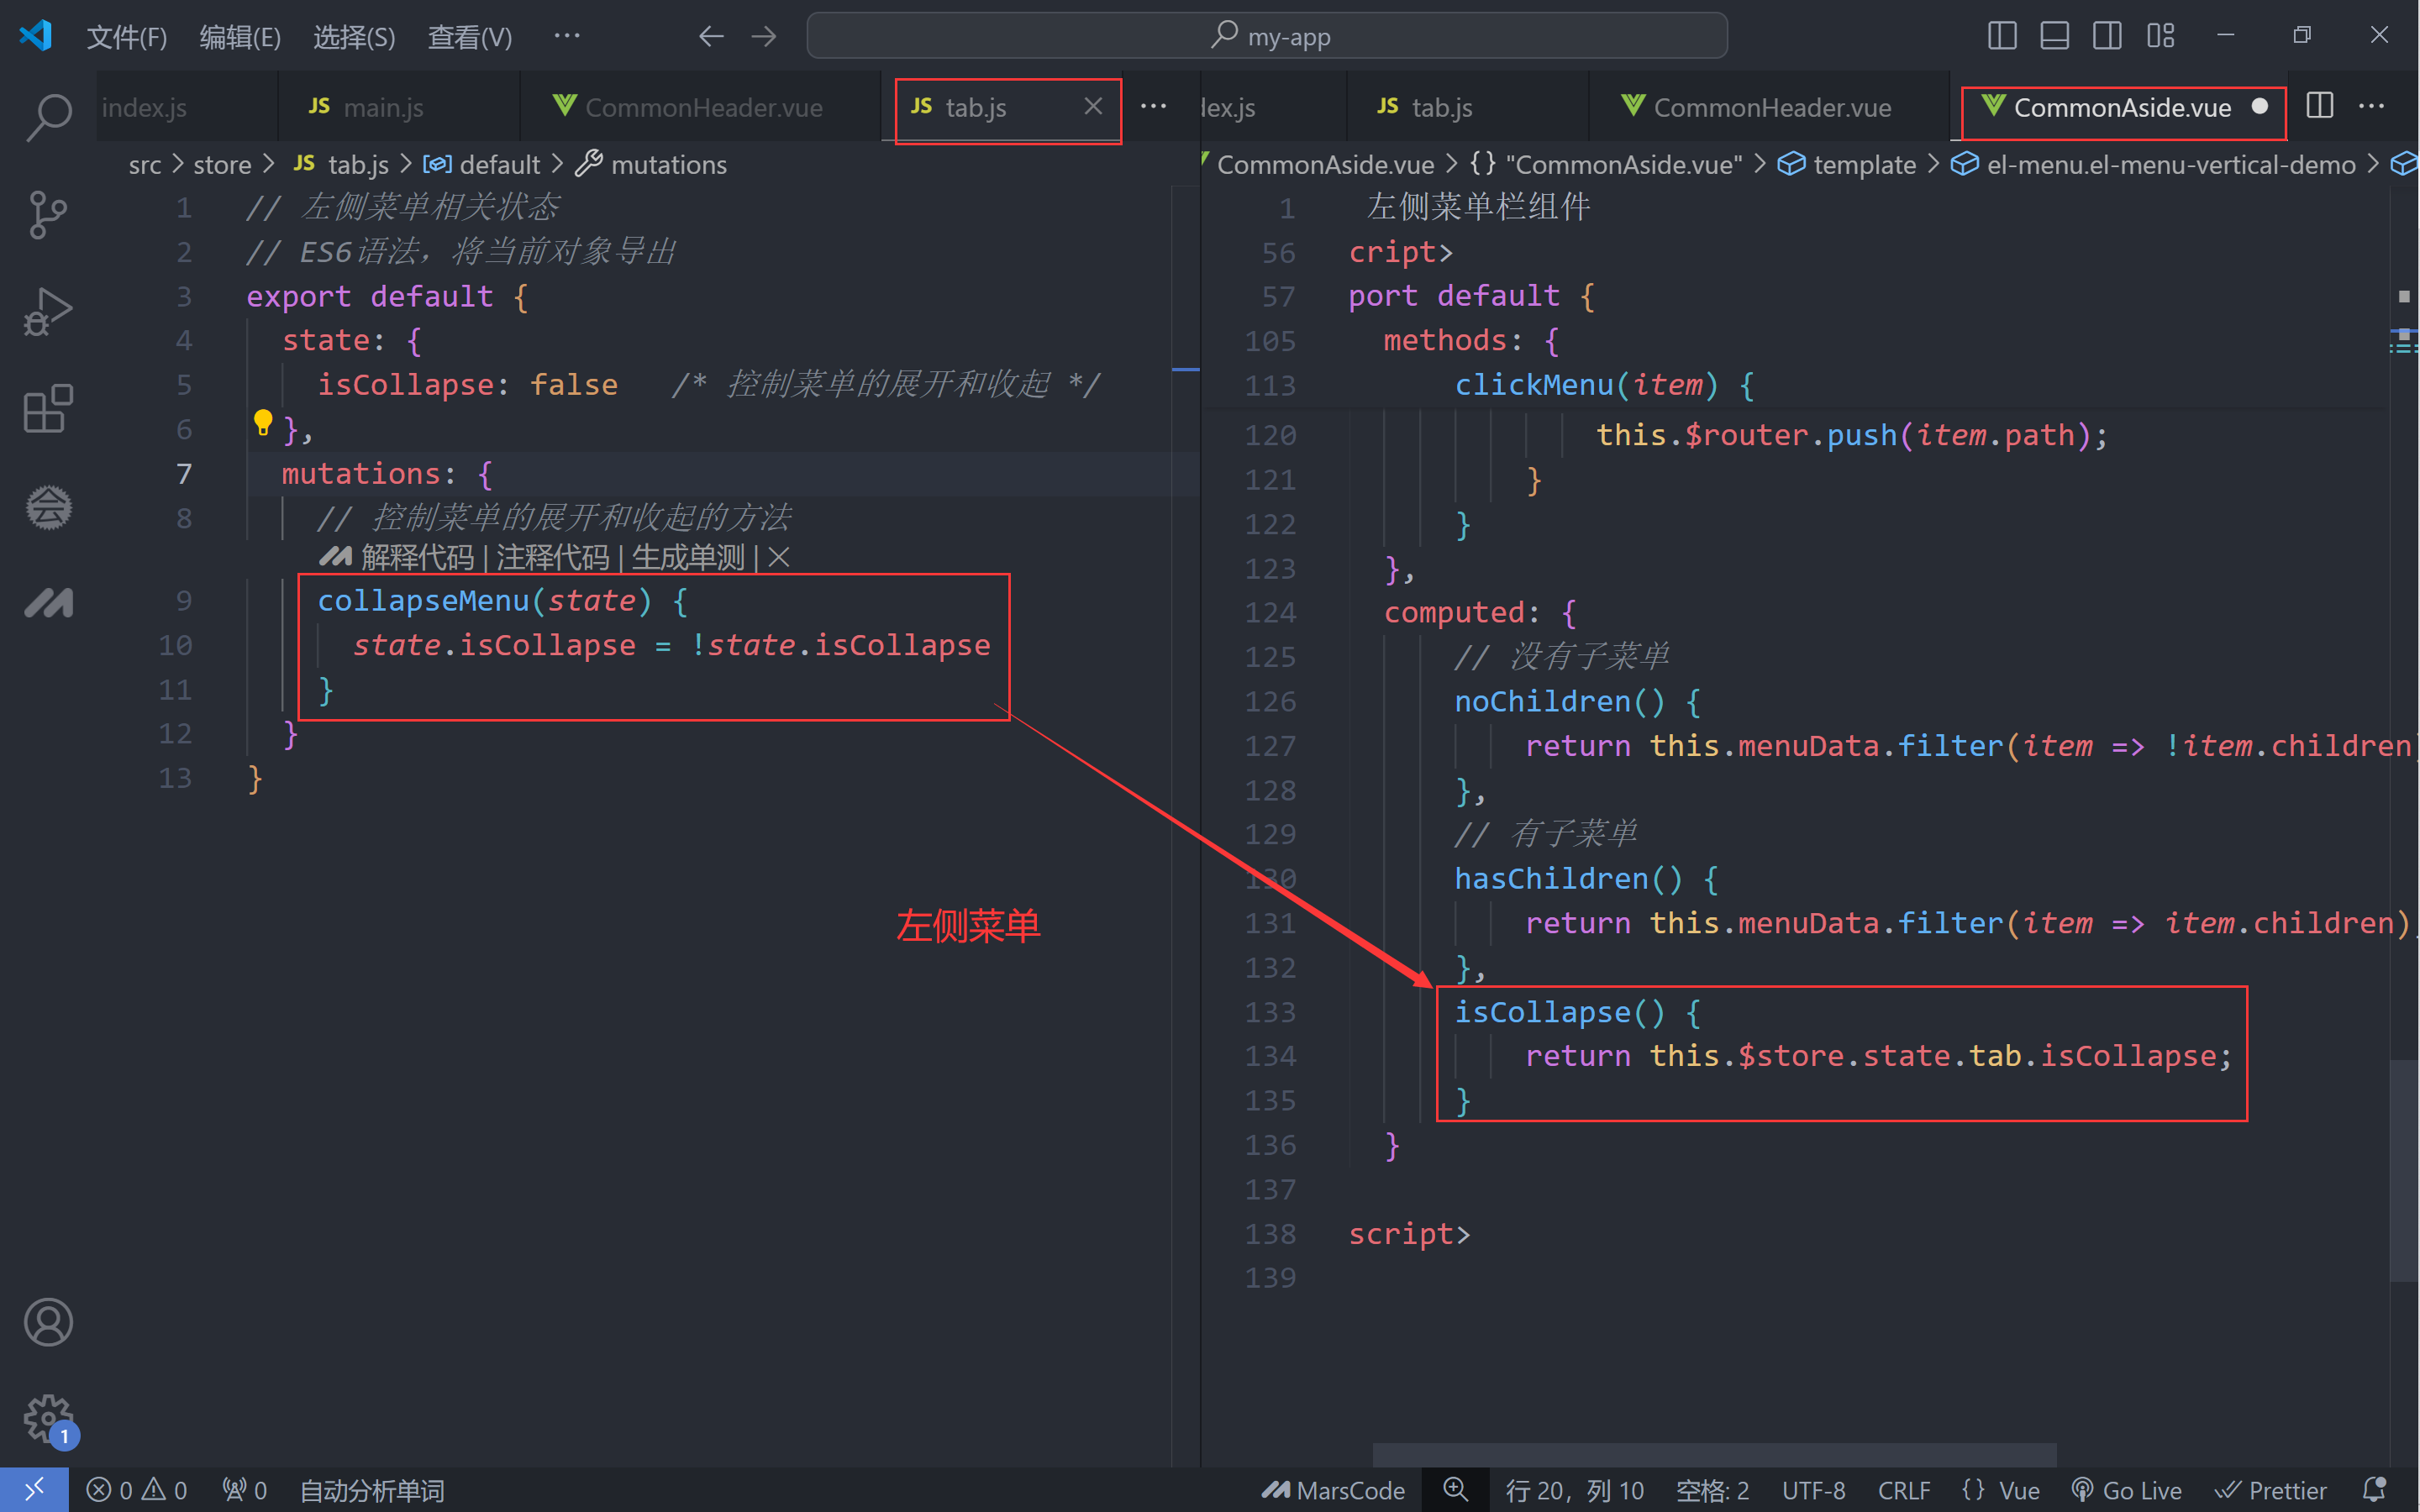 文件(F) 编辑(E) 选择(S) 查看(V) ··· my-app
index.js JS main.js CommonHeader.vue JS tab.js ···
src > store > JS tab.js > default > mutations
1 // 左侧菜单相关状态
2 // ES6语法，将当前对象导出
3 export default {
4 state: {
5 isCollapse: false /* 控制菜单的展开和收起 */
6 },
7 mutations: {
8 // 控制菜单的展开和收起的方法
解释代码 | 注释代码 | 生成单测 | ×
9 collapseMenu(state) {
10 state.isCollapse = !state.isCollapse
11 }
12 }
13 }
左侧菜单
dex.js JS tab.js CommonHeader.vue CommonAside.vue ● ···
CommonAside.vue > {} "CommonAside.vue" > template > el-menu.el-menu-vertical-demo >
1 左侧菜单栏组件
56 cript>
57 port default {
105 methods: {
113 clickMenu(item) {
120 this.$router.push(item.path);
121 }
122 }
123 },
124 computed: {
125 // 没有子菜单
126 noChildren() {
127 return this.menuData.filter(item => !item.children
128 },
129 // 有子菜单
130 hasChildren() {
131 return this.menuData.filter(item => item.children)
132 },
133 isCollapse() {
134 return this.$store.state.tab.isCollapse;
135 }
136 }
137
138 script>
139
1
0 0 0 自动分析单词 MarsCode 行 20，列 10 空格: 2 UTF-8 CRLF {} Vue Go Live Prettier